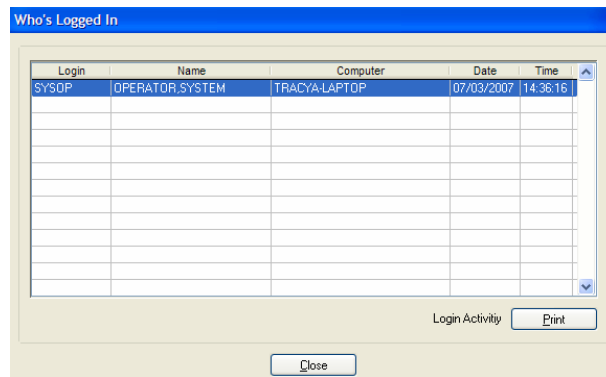 Who's Logged In
Login Name Computer Date Time
SYSOP OPERATOR,SYSTEM TRACYA-LAPTOP 07/03/2007 14:36:16
Login Activitiy Print
Close